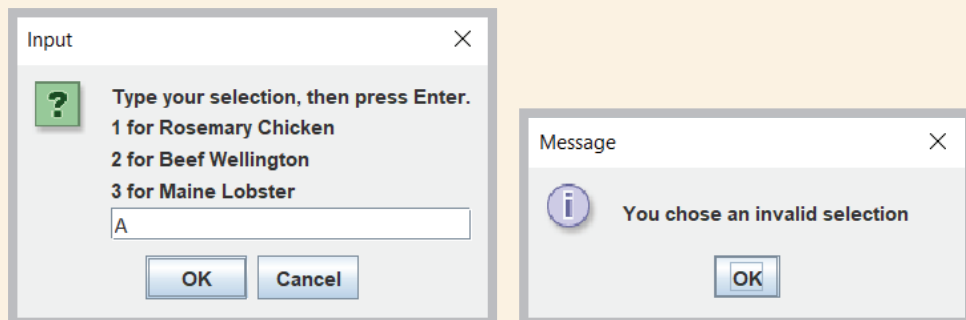 Input
Type your selection, then press Enter.
1 for Rosemary Chicken
2 for Beef Wellington
3 for Maine Lobster
A
OK
Cancel
Message
You chose an invalid selection
OK